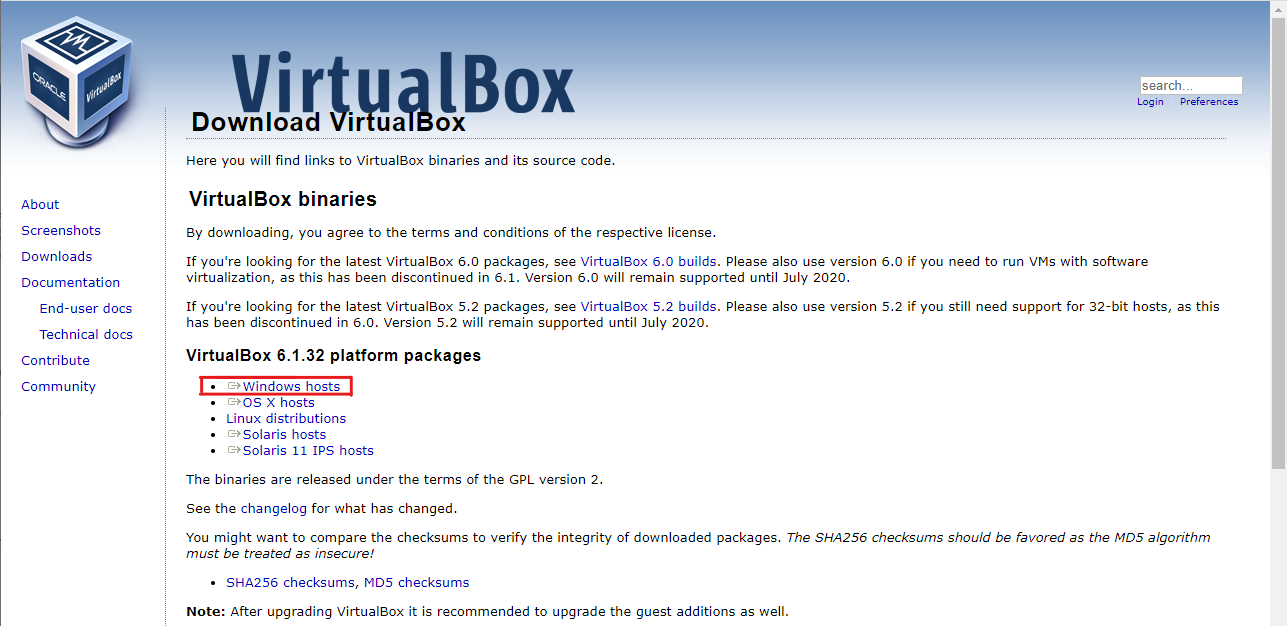 ORACLE
VirtualBox
VirtualBox
search...
Login Preferences
Download VirtualBox
Here you will find links to VirtualBox binaries and its source code.
About
Screenshots
Downloads
Documentation
End-user docs
Technical docs
Contribute
Community
VirtualBox binaries
By downloading, you agree to the terms and conditions of the respective license.
If you're looking for the latest VirtualBox 6.0 packages, see VirtualBox 6.0 builds. Please also use version 6.0 if you need to run VMs with software
virtualization, as this has been discontinued in 6.1. Version 6.0 will remain supported until July 2020.
If you're looking for the latest VirtualBox 5.2 packages, see VirtualBox 5.2 builds. Please also use version 5.2 if you still need support for 32-bit hosts, as this
has been discontinued in 6.0. Version 5.2 will remain supported until July 2020.
VirtualBox 6.1.32 platform packages
• Windows hosts
• OS X hosts
• Linux distributions
• Solaris hosts
• Solaris 11 IPS hosts
The binaries are released under the terms of the GPL version 2.
See the changelog for what has changed.
You might want to compare the checksums to verify the integrity of downloaded packages. The SHA256 checksums should be favored as the MD5 algorithm
must be treated as insecure!
• SHA256 checksums, MD5 checksums
Note: After upgrading VirtualBox it is recommended to upgrade the guest additions as well.